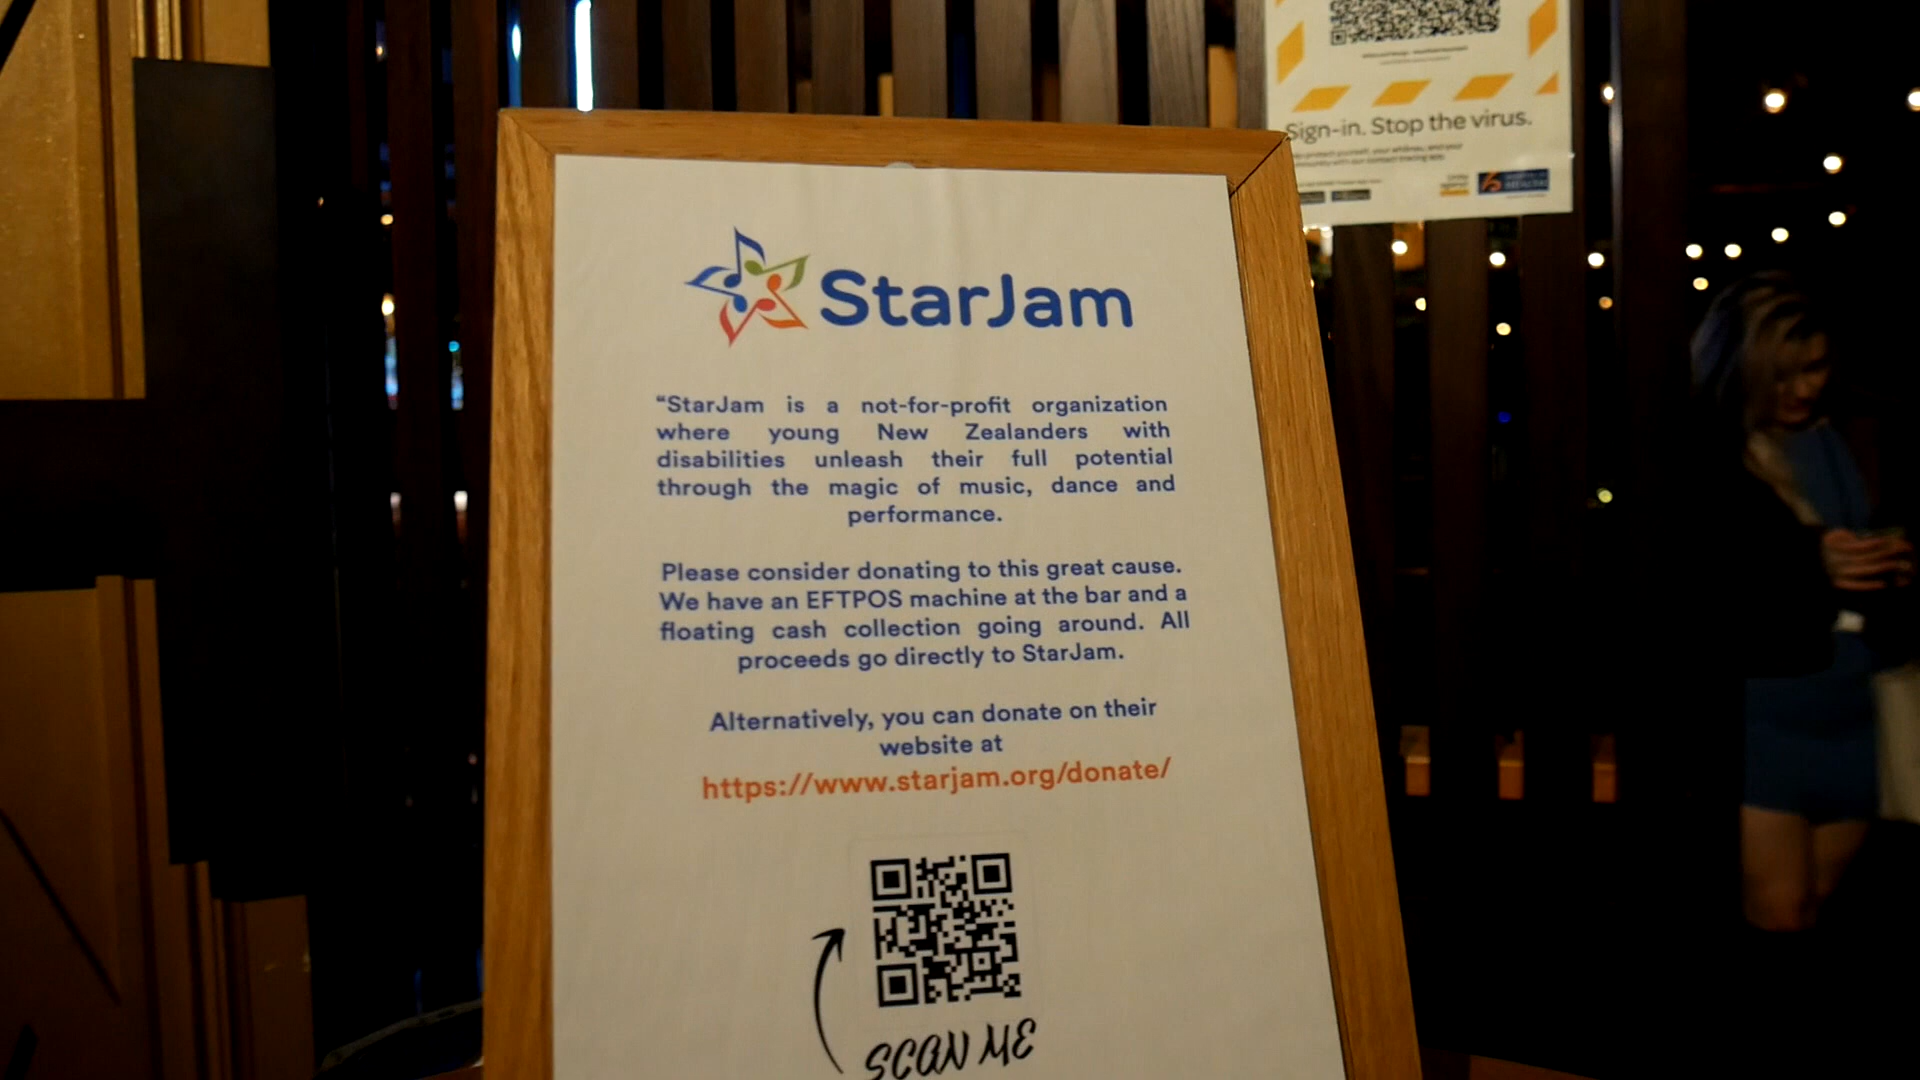 Sign-in. Stop the virus.
StarJam
“StarJam is a not-for-profit organization
where young New Zealanders with
disabilities unleash their full potential
through the magic of music, dance and
performance.
Please consider donating to this great cause.
We have an EFTPOS machine at the bar and a
floating cash collection going around. All
proceeds go directly to StarJam.
Alternatively, you can donate on their
website at
https://www.starjam.org/donate/
SCAN ME